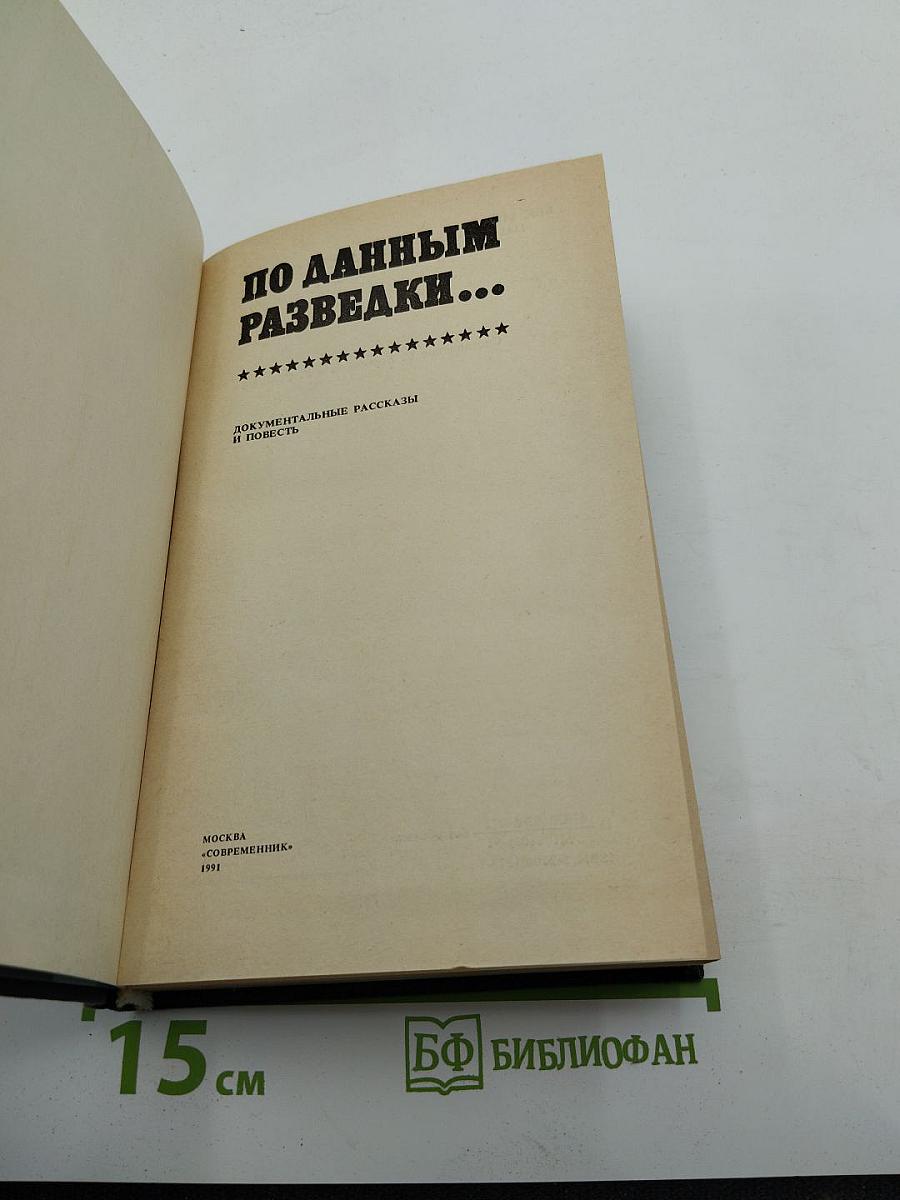 ПО ДАННЫМ
РАЗВЕДКИ...
★★★★★★★★★★★★★★★★
ДОКУМЕНТАЛЬНЫЕ РАССКАЗЫ
И ПОВЕСТЬ
МОСКВА
«СОВРЕМЕННИК»
1991
15 см
БФ БИБЛИОФАН